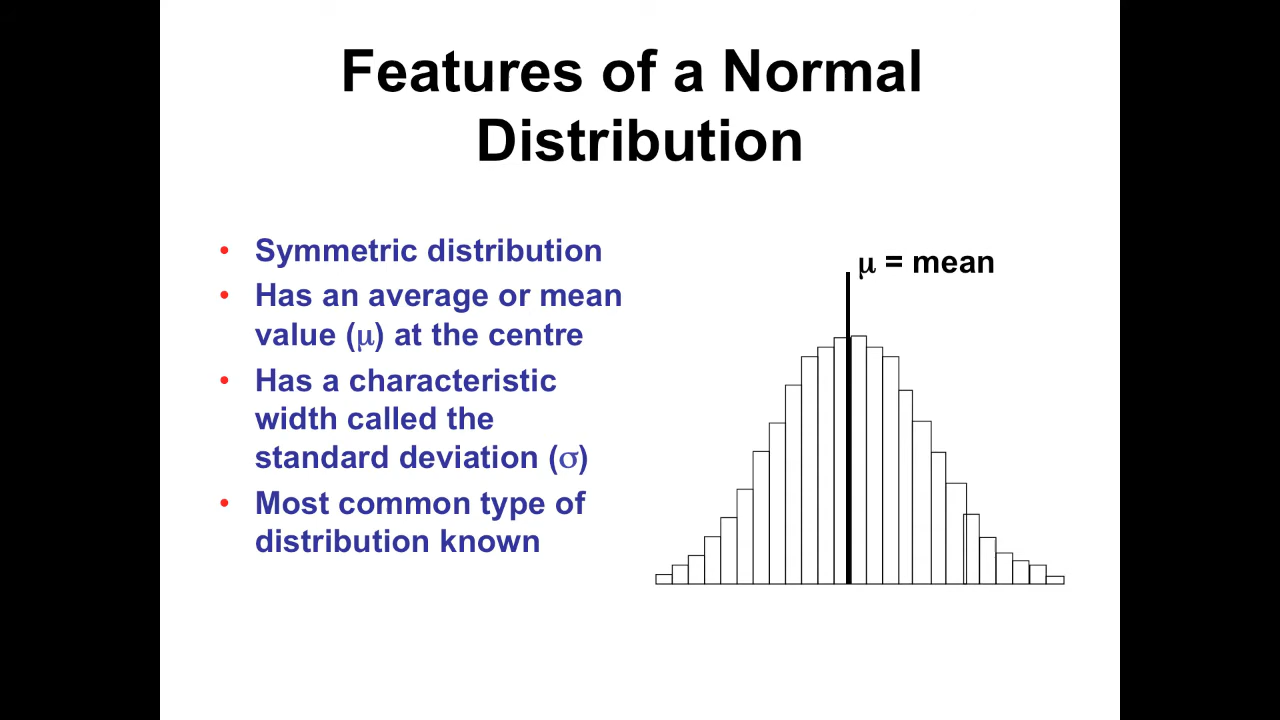 Features of a Normal
Distribution
• Symmetric distribution
• Has an average or mean
value (μ) at the centre
• Has a characteristic
width called the
standard deviation (σ)
• Most common type of
distribution known
μ = mean